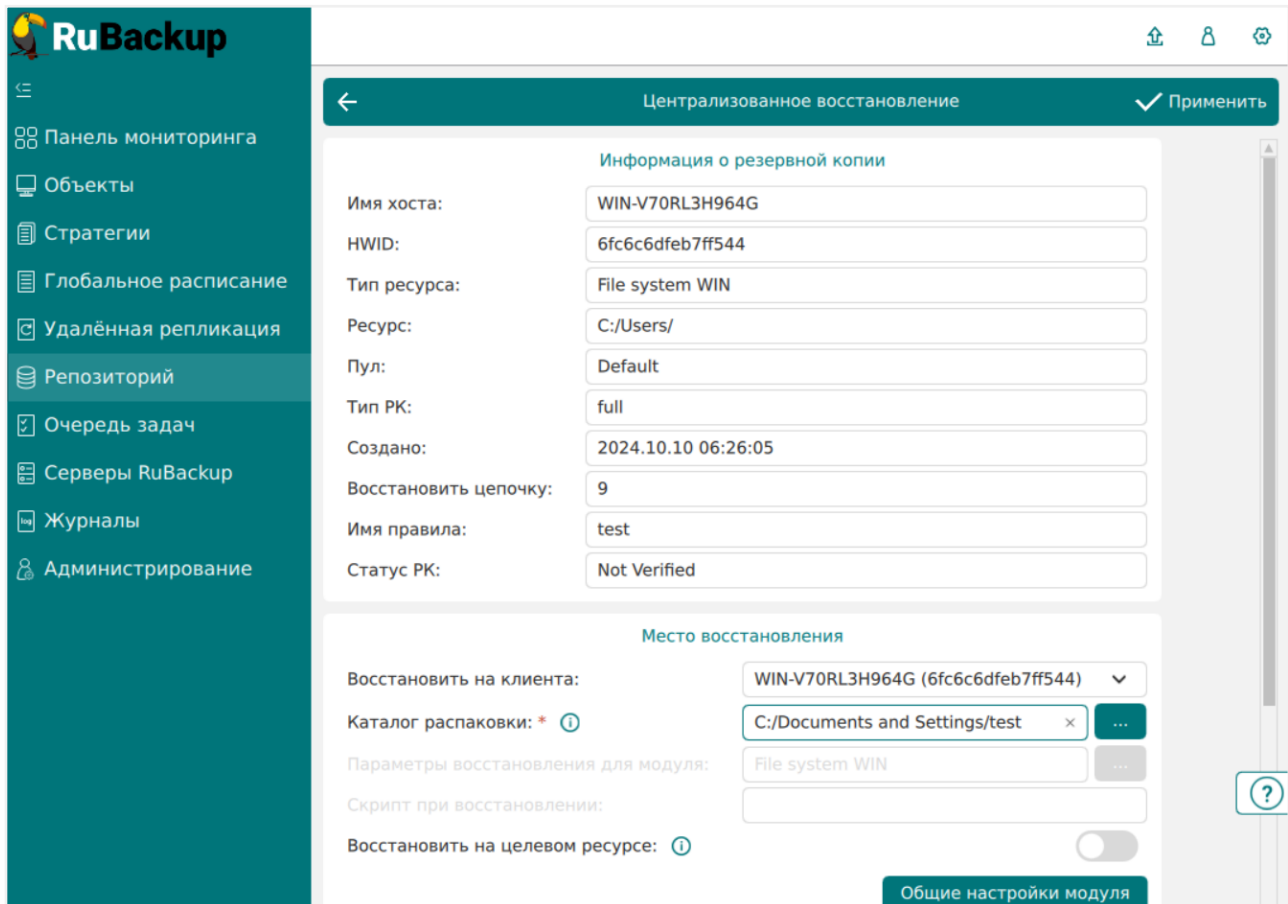 RuBackup
Панель мониторинга
Объекты
Стратегии
Глобальное расписание
Удалённая репликация
Репозиторий
Очередь задач
Серверы RuBackup
log Журналы
Администрирование
Централизованное восстановление Применить
Информация о резервной копии
Имя хоста: WIN-V70RL3H964G
HWID: 6fc6c6dfeb7ff544
Тип ресурса: File system WIN
Ресурс: C:/Users/
Пул: Default
Тип РК: full
Создано: 2024.10.10 06:26:05
Восстановить цепочку: 9
Имя правила: test
Статус РК: Not Verified
Место восстановления
Восстановить на клиента: WIN-V70RL3H964G (6fc6c6dfeb7ff544)
Каталог распаковки: * i C:/Documents and Settings/test × ...
Параметры восстановления для модуля: File system WIN ...
Скрипт при восстановлении:
?
Восстановить на целевом ресурсе: i
Общие настройки модуля